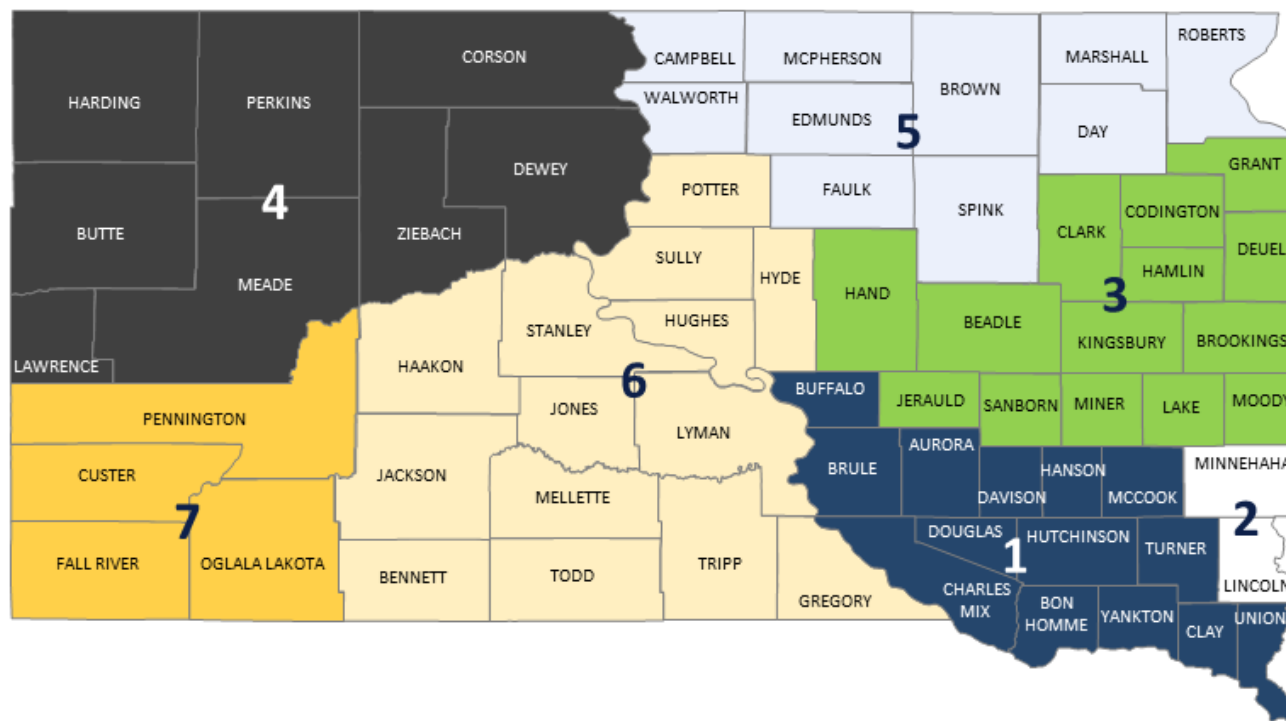 ROBERTS
CORSON
CAMPBELL
MCPHERSON
MARSHALL
HARDING
PERKINS
WALWORTH
BROWN
EDMUNDS
5
DAY
DEWEY
GRANT
POTTER
FAULK
4
SPINK
CODINGTON
BUTTE
ZIEBACH
CLARK
DEUEL
SULLY
HYDE
HAMLIN
MEADE
HAND
3
STANLEY
HUGHES
BEADLE
KINGSBURY
BROOKINGS
LAWRENCE
HAAKON
6
BUFFALO
JERAULD
SANBORN
MINER
LAKE
MOODY
JONES
PENNINGTON
LYMAN
AURORA
MINNEHAHA
CUSTER
JACKSON
BRULE
HANSON
MELLETTE
DAVISON
MCCOOK
7
2
DOUGLAS
HUTCHINSON
TURNER
1
FALL RIVER
OGLALA LAKOTA
BENNETT
TODD
TRIPP
LINCOLN
GREGORY
CHARLES
MIX
BON
HOMME
YANKTON
CLAY
UNION